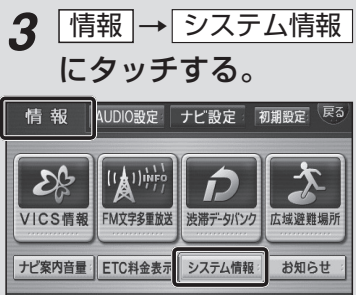 3 情報 → システム情報
にタッチする。
情報 AUDIO設定 ナビ設定 初期設定 戻る
INFO
VICS情報 FM文字多重放送 渋滞データバンク 広域避難場所
ナビ案内音量 ETC料金表示 システム情報 お知らせ